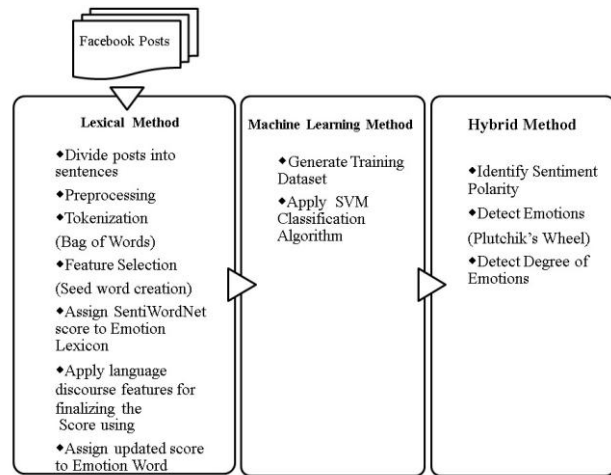 Facebook Posts
Lexical Method
◆Divide posts into
sentences
◆Preprocessing
◆Tokenization
(Bag of Words)
◆Feature Selection
(Seed word creation)
◆Assign SentiWordNet
score to Emotion
Lexicon
◆Apply language
discourse features for
finalizing the
Score using
◆Assign updated score
to Emotion Word
Machine Learning Method
◆Generate Training
Dataset
◆Apply SVM
Classification
Algorithm
Hybrid Method
◆Identify Sentiment
Polarity
◆Detect Emotions
(Plutchik's Wheel)
◆Detect Degree of
Emotions